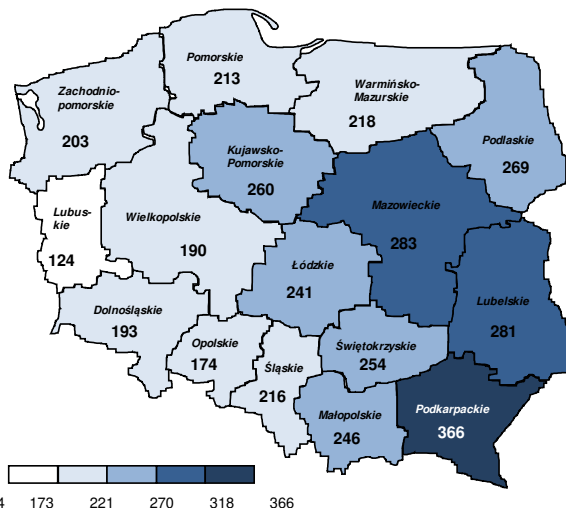 Pomorskie
213
Zachodnio-
pomorskie
203
Warmińsko-
Mazurskie
218
Podlaskie
269
Kujawsko-
Pomorskie
260
Mazowieckie
283
Lubus-
kie
124
Wielkopolskie
190
Łódzkie
241
Lubelskie
281
Dolnośląskie
193
Opolskie
174
Śląskie
216
Świętokrzyskie
254
Małopolskie
246
Podkarpackie
366
4 173 221 270 318 366